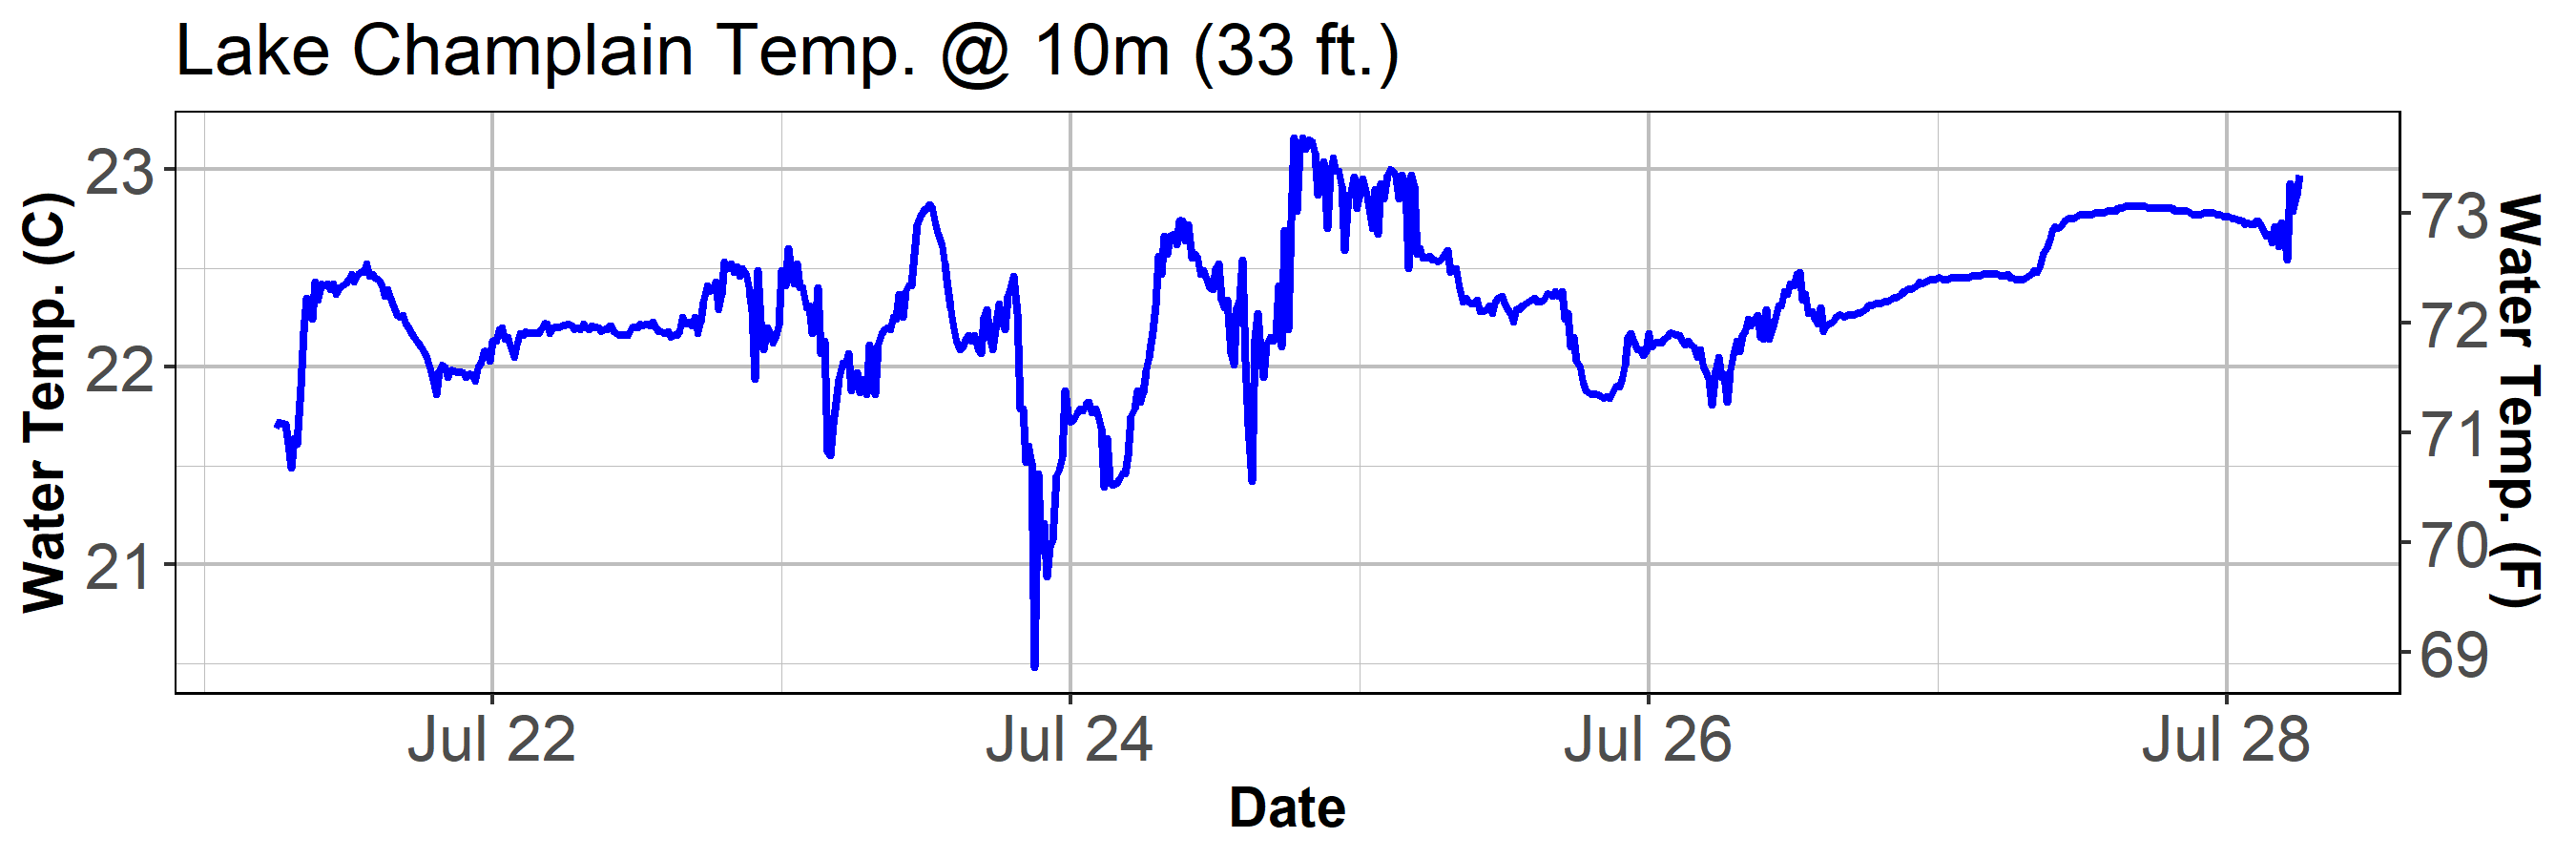 Lake Champlain Temp. @ 10m (33 ft.)
Water Temp. (C)
23
22
21
73
72
71
70
69
Water Temp. (F)
Jul 22
Jul 24
Jul 26
Jul 28
Date